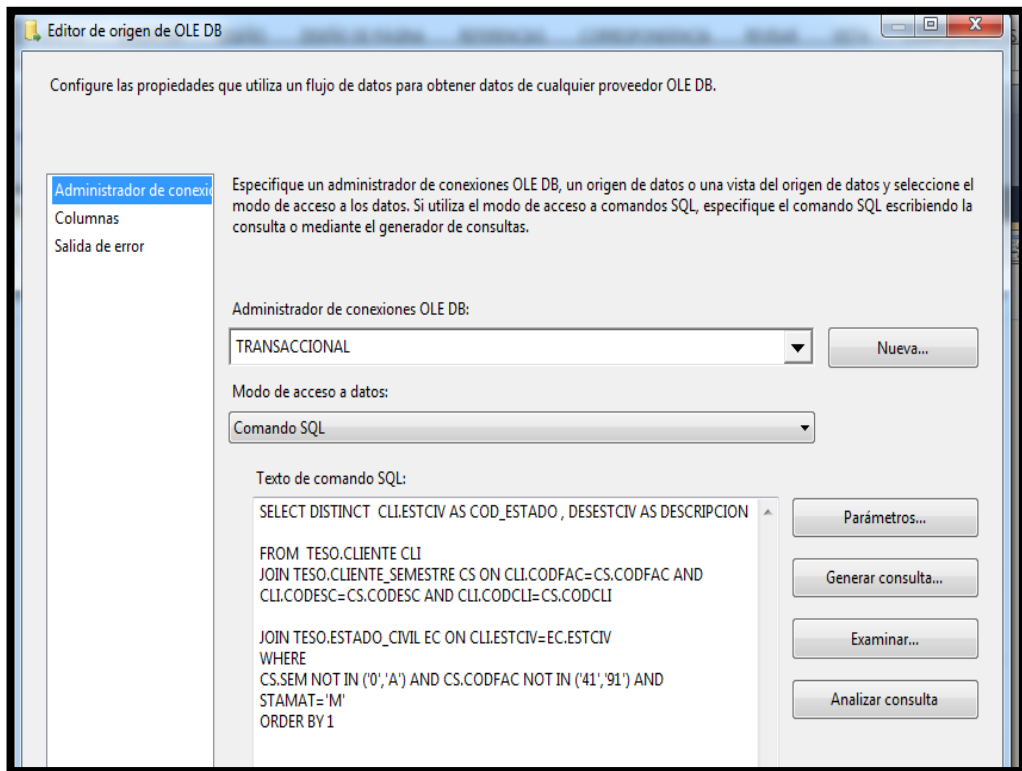 Editor de origen de OLE DB
Configure las propiedades que utiliza un flujo de datos para obtener datos de cualquier proveedor OLE DB.
Administrador de conexi
Columnas
Salida de error
Especifique un administrador de conexiones OLE DB, un origen de datos o una vista del origen de datos y seleccione el
modo de acceso a los datos. Si utiliza el modo de acceso a comandos SQL, especifique el comando SQL escribiendo la
consulta o mediante el generador de consultas.
Administrador de conexiones OLE DB:
TRANSACCIONAL
Nueva...
Modo de acceso a datos:
Comando SQL
Texto de comando SQL:
SELECT DISTINCT CLI.ESTCIV AS COD_ESTADO , DESESTCIV AS DESCRIPCION
FROM TESO.CLIENTE CLI
JOIN TESO.CLIENTE_SEMESTRE CS ON CLI.CODFAC=CS.CODFAC AND
CLI.CODESC=CS.CODESC AND CLI.CODCLI=CS.CODCLI
JOIN TESO.ESTADO_CIVIL EC ON CLI.ESTCIV=EC.ESTCIV
WHERE
CS.SEM NOT IN ('0','A') AND CS.CODFAC NOT IN ('41','91') AND
STAMAT='M'
ORDER BY 1
Parámetros...
Generar consulta...
Examinar...
Analizar consulta